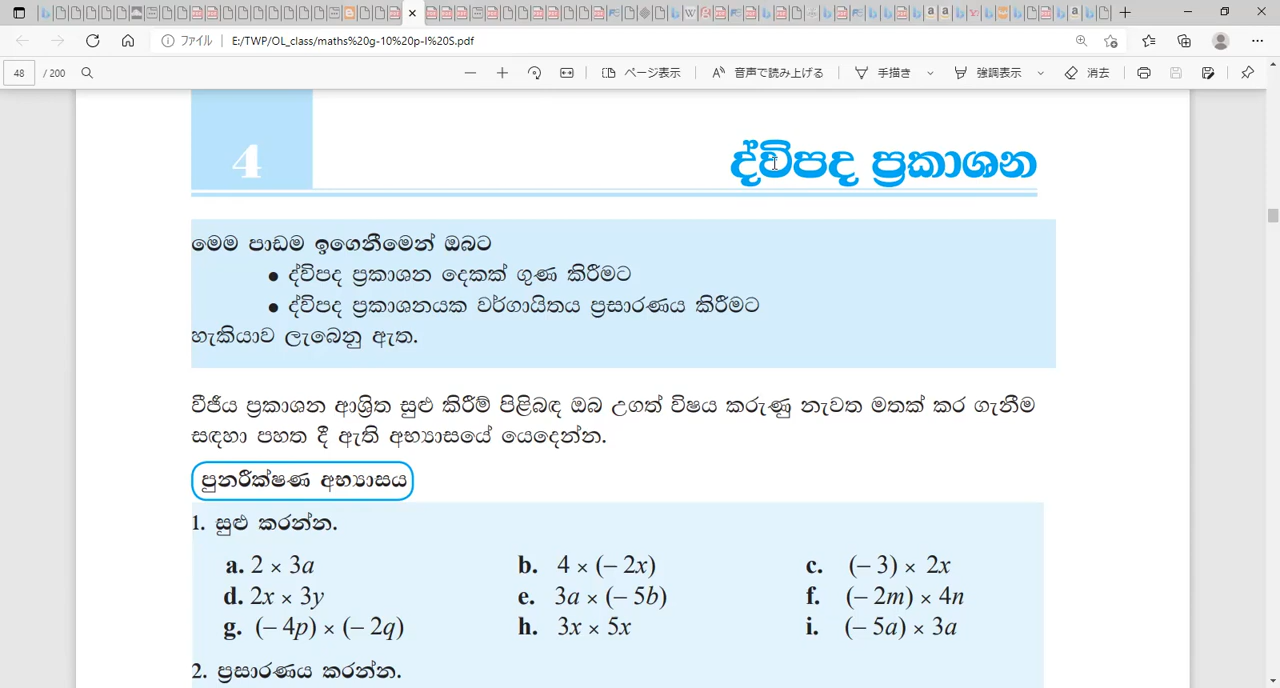 ファイル
E:/TWP/OL_class/maths%20g-10%20p-I%20S.pdf
48 / 200
ページ表示
音声で読み上げる
手描き
強調表示
消去
4
ද්විපද ප්‍රකාශන
මෙම පාඩම ඉගෙනීමෙන් ඔබට
● ද්විපද ප්‍රකාශන දෙකක් ගුණ කිරීමට
● ද්විපද ප්‍රකාශනයක වර්ගායිතය ප්‍රසාරණය කිරීමට
හැකියාව ලැබෙනු ඇත.
වීජීය ප්‍රකාශන ආශ්‍රිත සුළු කිරීම් පිළිබඳ ඔබ උගත් විෂය කරුණු නැවත මතක් කර ගැනීම
සඳහා පහත දී ඇති අභ්‍යාසයේ යෙදෙන්න.
පුනරීක්ෂණ අභ්‍යාසය
1. සුළු කරන්න.
a. 2 × 3a b. 4 × (– 2x) c. (– 3) × 2x
d. 2x × 3y e. 3a × (– 5b) f. (– 2m) × 4n
g. (– 4p) × (– 2q) h. 3x × 5x i. (– 5a) × 3a
2. ප්‍රසාරණය කරන්න.